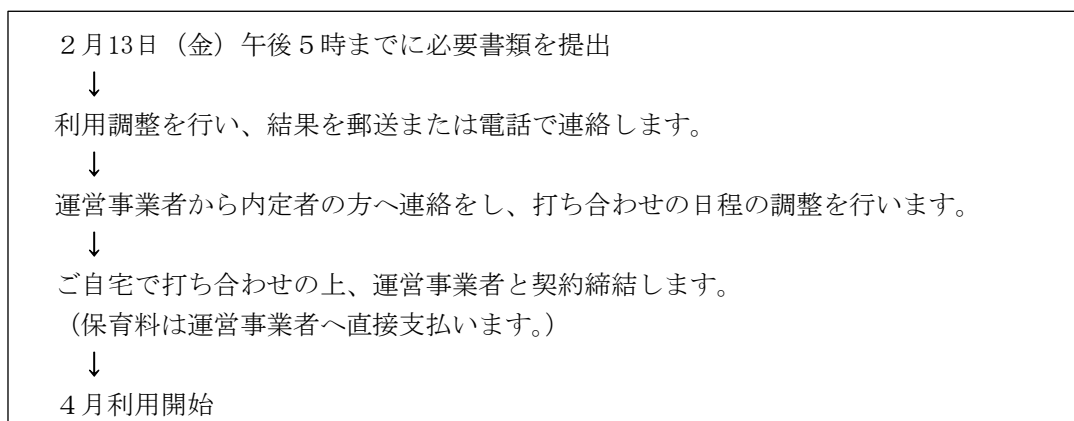 ２月13日（金）午後５時までに必要書類を提出
↓
利用調整を行い、結果を郵送または電話で連絡します。
↓
運営事業者から内定者の方へ連絡をし、打ち合わせの日程の調整を行います。
↓
ご自宅で打ち合わせの上、運営事業者と契約締結します。
（保育料は運営事業者へ直接支払います。）
↓
４月利用開始